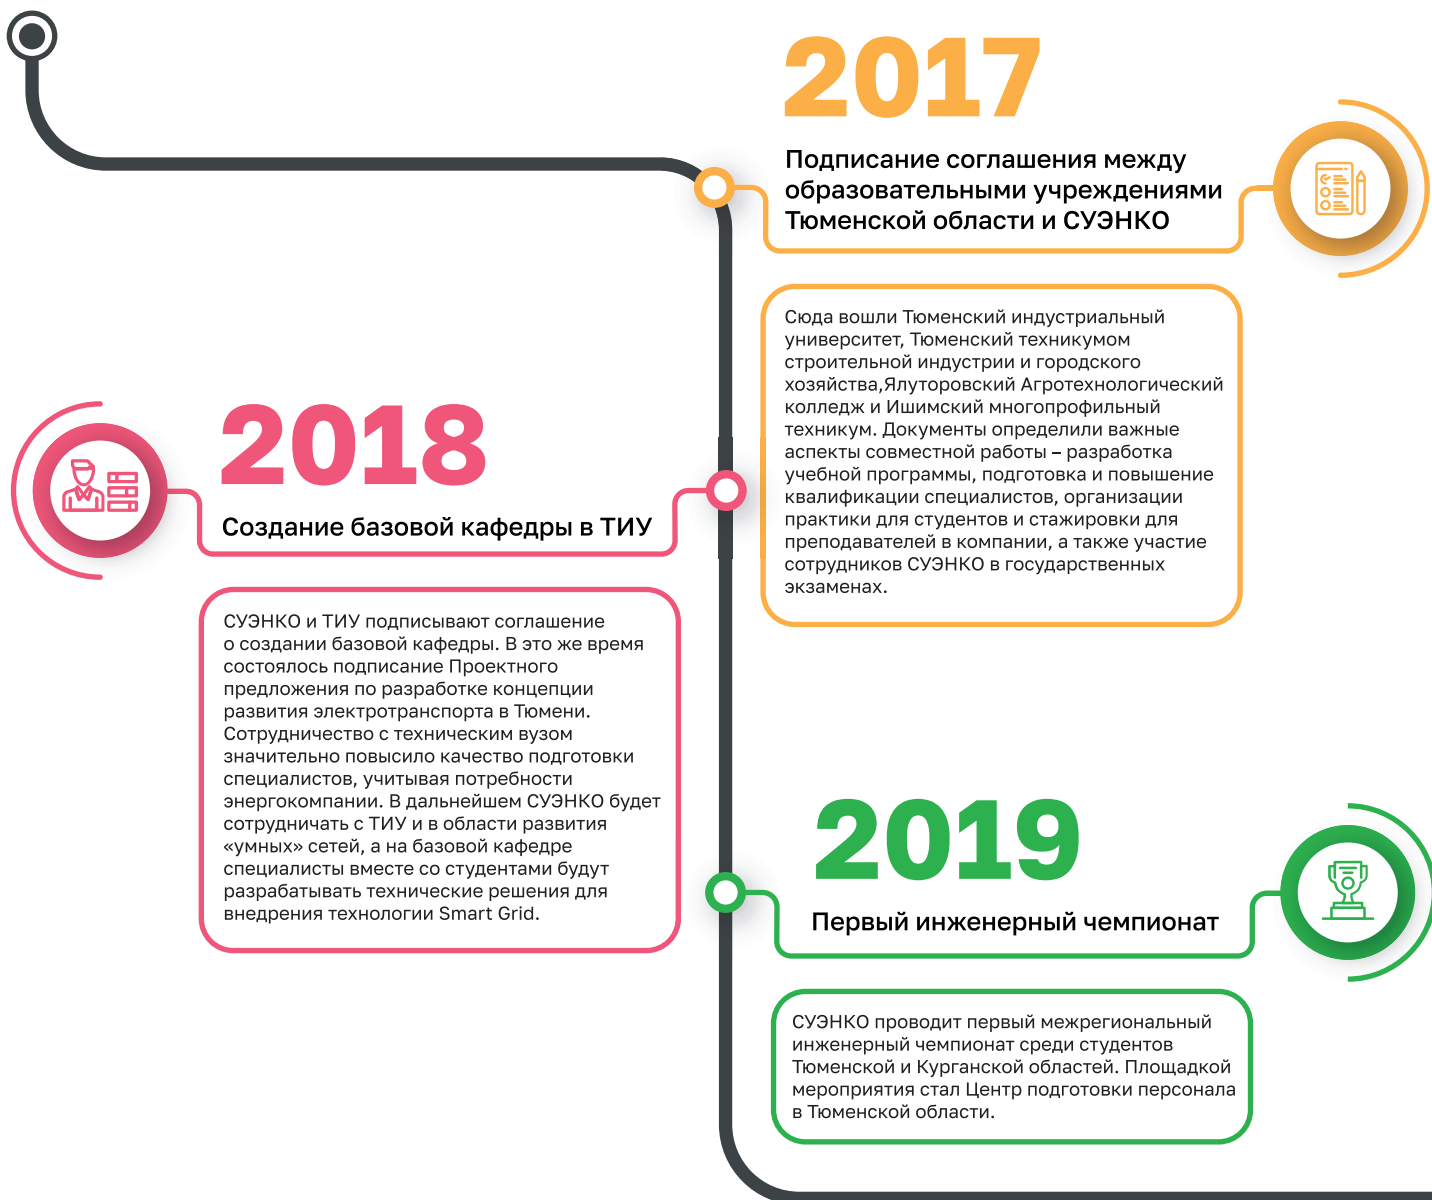 2017
Подписание соглашения между
образовательными учреждениями
Тюменской области и СУЭНКО
Сюда вошли Тюменский индустриальный
университет, Тюменский техникумом
строительной индустрии и городского
хозяйства,Ялуторовский Агротехнологический
колледж и Ишимский многопрофильный
техникум. Документы определили важные
аспекты совместной работы – разработка
учебной программы, подготовка и повышение
квалификации специалистов, организации
практики для студентов и стажировки для
преподавателей в компании, а также участие
сотрудников СУЭНКО в государственных
экзаменах.
2018
Создание базовой кафедры в ТИУ
СУЭНКО и ТИУ подписывают соглашение
о создании базовой кафедры. В это же время
состоялось подписание Проектного
предложения по разработке концепции
развития электротранспорта в Тюмени.
Сотрудничество с техническим вузом
значительно повысило качество подготовки
специалистов, учитывая потребности
энергокомпании. В дальнейшем СУЭНКО будет
сотрудничать с ТИУ и в области развития
«умных» сетей, а на базовой кафедре
специалисты вместе со студентами будут
разрабатывать технические решения для
внедрения технологии Smart Grid.
2019
Первый инженерный чемпионат
СУЭНКО проводит первый межрегиональный
инженерный чемпионат среди студентов
Тюменской и Курганской областей. Площадкой
мероприятия стал Центр подготовки персонала
в Тюменской области.